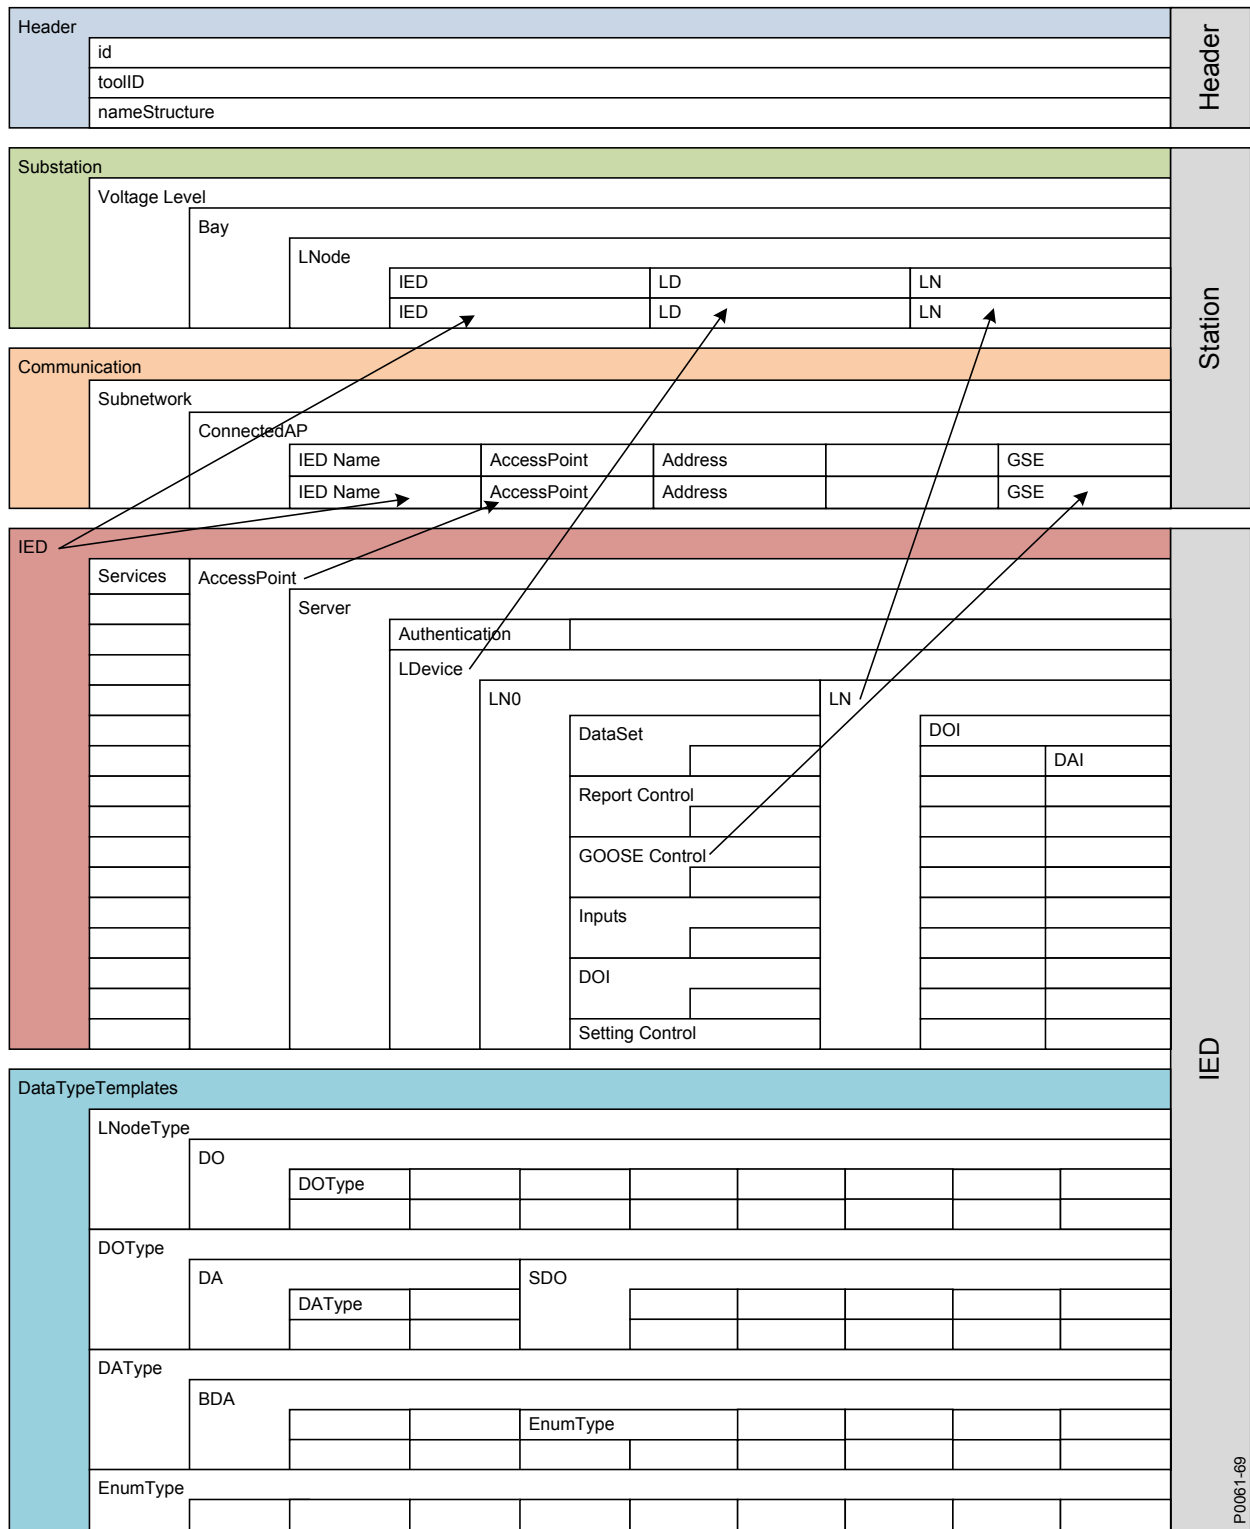 Header
id
toolID
nameStructure
Header
Substation
Voltage Level
Bay
LNode
IED LD LN
IED LD LN
Station
Communication
Subnetwork
ConnectedAP
IED Name AccessPoint Address GSE
IED Name AccessPoint Address GSE
IED
Services AccessPoint
Server
Authentication
LDevice
LN0 LN
DataSet DOI
DAI
Report Control
GOOSE Control
Inputs
DOI
Setting Control
IED
DataTypeTemplates
LNodeType
DO
DOType
DOType
DA SDO
DAType
DAType
BDA
EnumType
EnumType
P0061-69